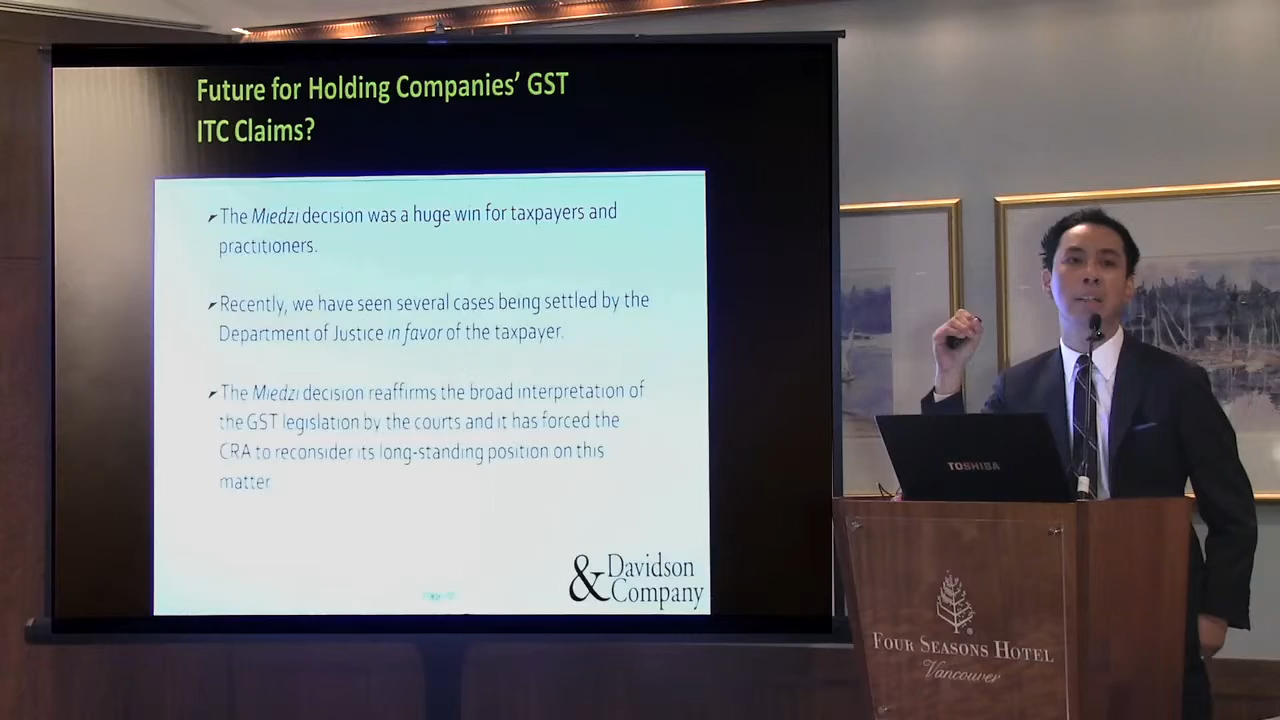 Future for Holding Companies' GST
ITC Claims?
The Miedzi decision was a huge win for taxpayers and
practitioners.
Recently, we have seen several cases being settled by the
Department of Justice in favor of the taxpayer.
The Miedzi decision reaffirms the broad interpretation of
the GST legislation by the courts and it has forced the
CRA to reconsider its long-standing position on this
matter
& Davidson
Company
TOSHIBA
FOUR SEASONS HOTEL
Vancouver